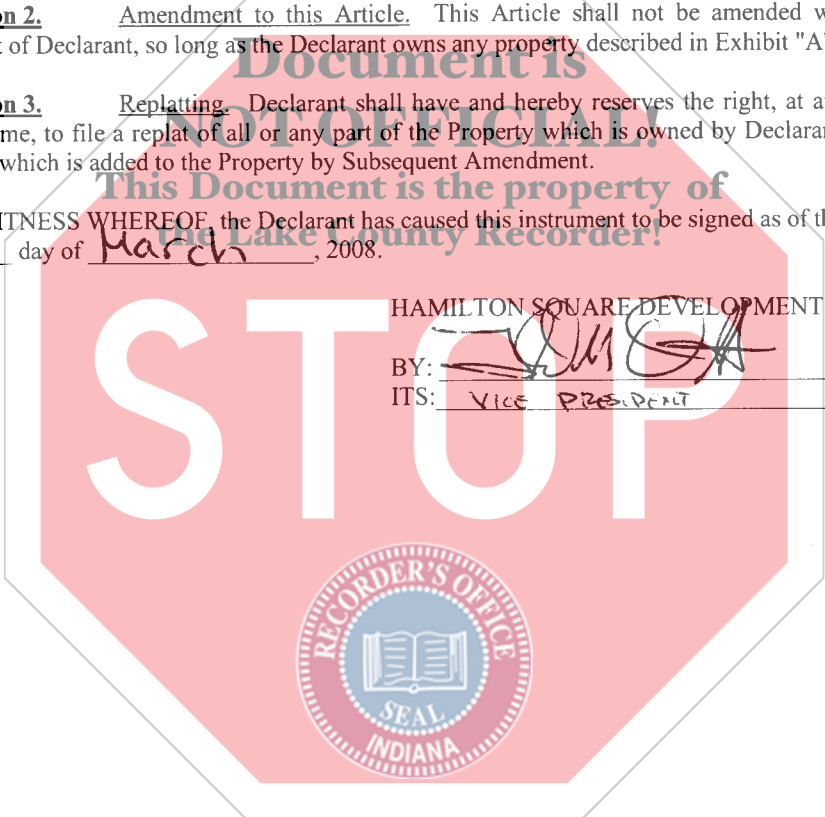 on 2. Amendment to this Article. This Article shall not be amended w
t of Declarant, so long as the Declarant owns any property described in Exhibit "A"
Document is
on 3. Replatting. Declarant shall have and hereby reserves the right, at a
NOT OFFICIAL!
me, to file a replat of all or any part of the Property which is owned by Declaran
which is added to the Property by Subsequent Amendment.
This Document is the property of
TNESS WHEREOF, the Declarant has caused this instrument to be signed as of th
the Lake County Recorder!
day of March, 2008.
HAMILTON SQUARE DEVELOPMENT
BY:
ITS: VICE PRESIDENT
STOP
RECORDER'S OFFICE
SEAL
INDIANA